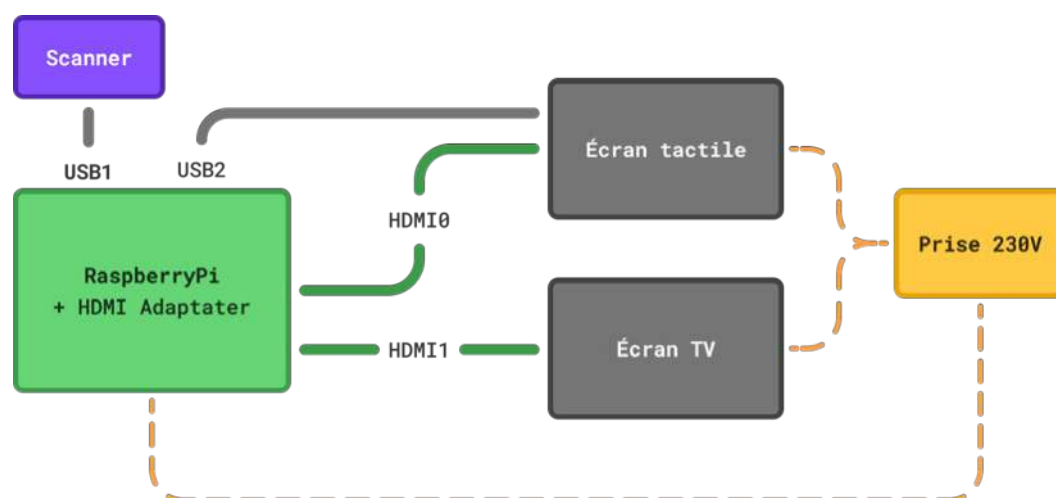 Scanner
USB1
USB2
Écran tactile
HDMI0
Prise 230V
RaspberryPi
+ HDMI Adaptater
HDMI1
Écran TV